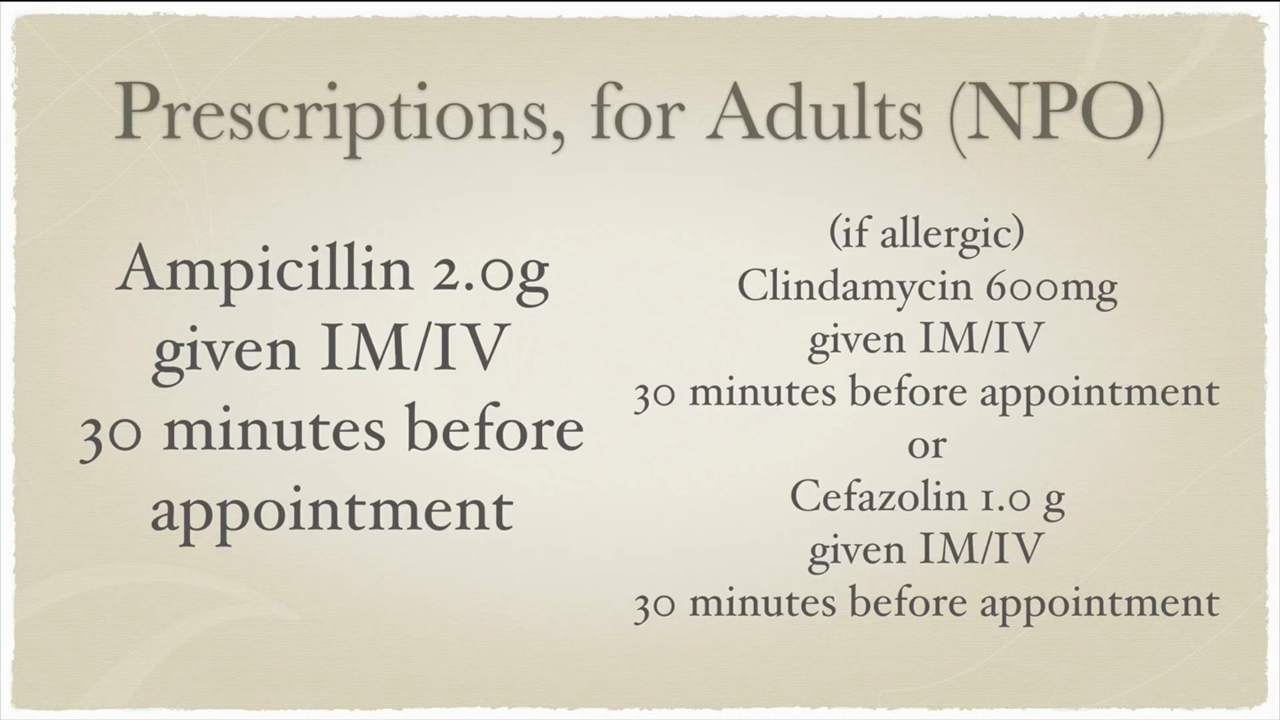 Prescriptions, for Adults (NPO)
Ampicillin 2.0g
given IM/IV
30 minutes before
appointment
(if allergic)
Clindamycin 600mg
given IM/IV
30 minutes before appointment
or
Cefazolin 1.0 g
given IM/IV
30 minutes before appointment